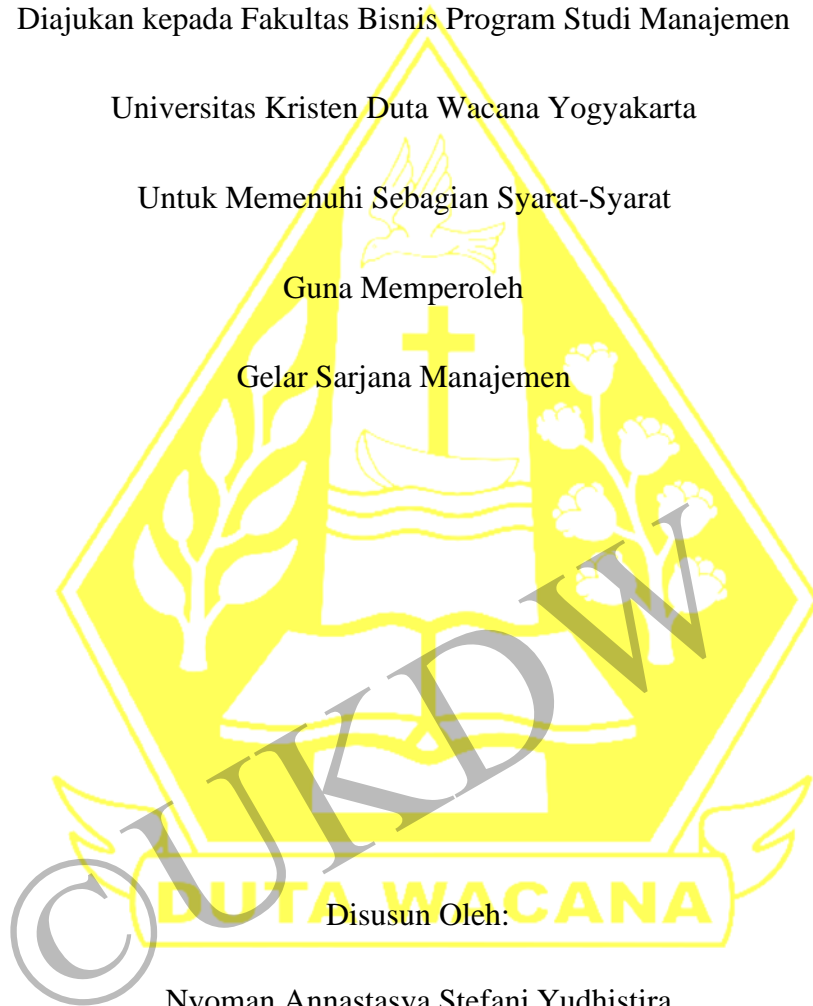 Diajukan kepada Fakultas Bisnis Program Studi Manajemen
Universitas Kristen Duta Wacana Yogyakarta
Untuk Memenuhi Sebagian Syarat-Syarat
Guna Memperoleh
Gelar Sarjana Manajemen
©UKDW
DUTA WACANA
Disusun Oleh:
Nyoman Annastasya Stefani Yudhistira